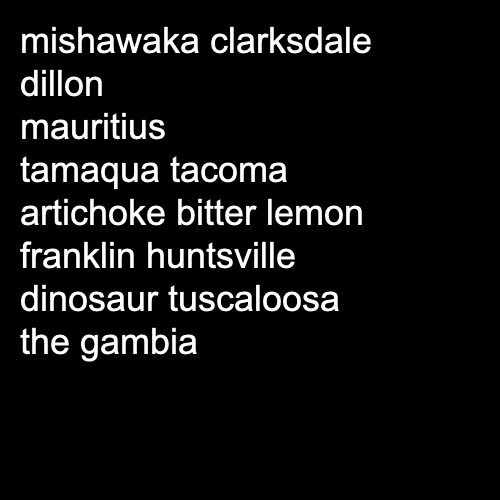 mishawaka clarksdale
dillon
mauritius
tamaqua tacoma
artichoke bitter lemon
franklin huntsville
dinosaur tuscaloosa
the gambia